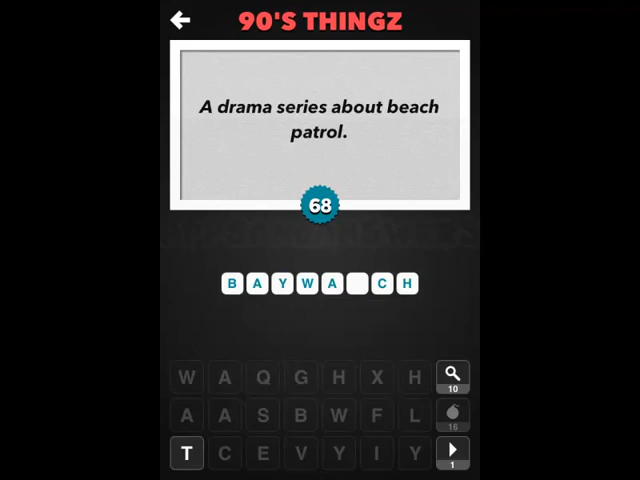 90'S THINGZ
A drama series about beach
patrol.
68
B A Y W A C H
W A Q G H X H
10
A A S B W F L
16
T C E V Y I Y
1